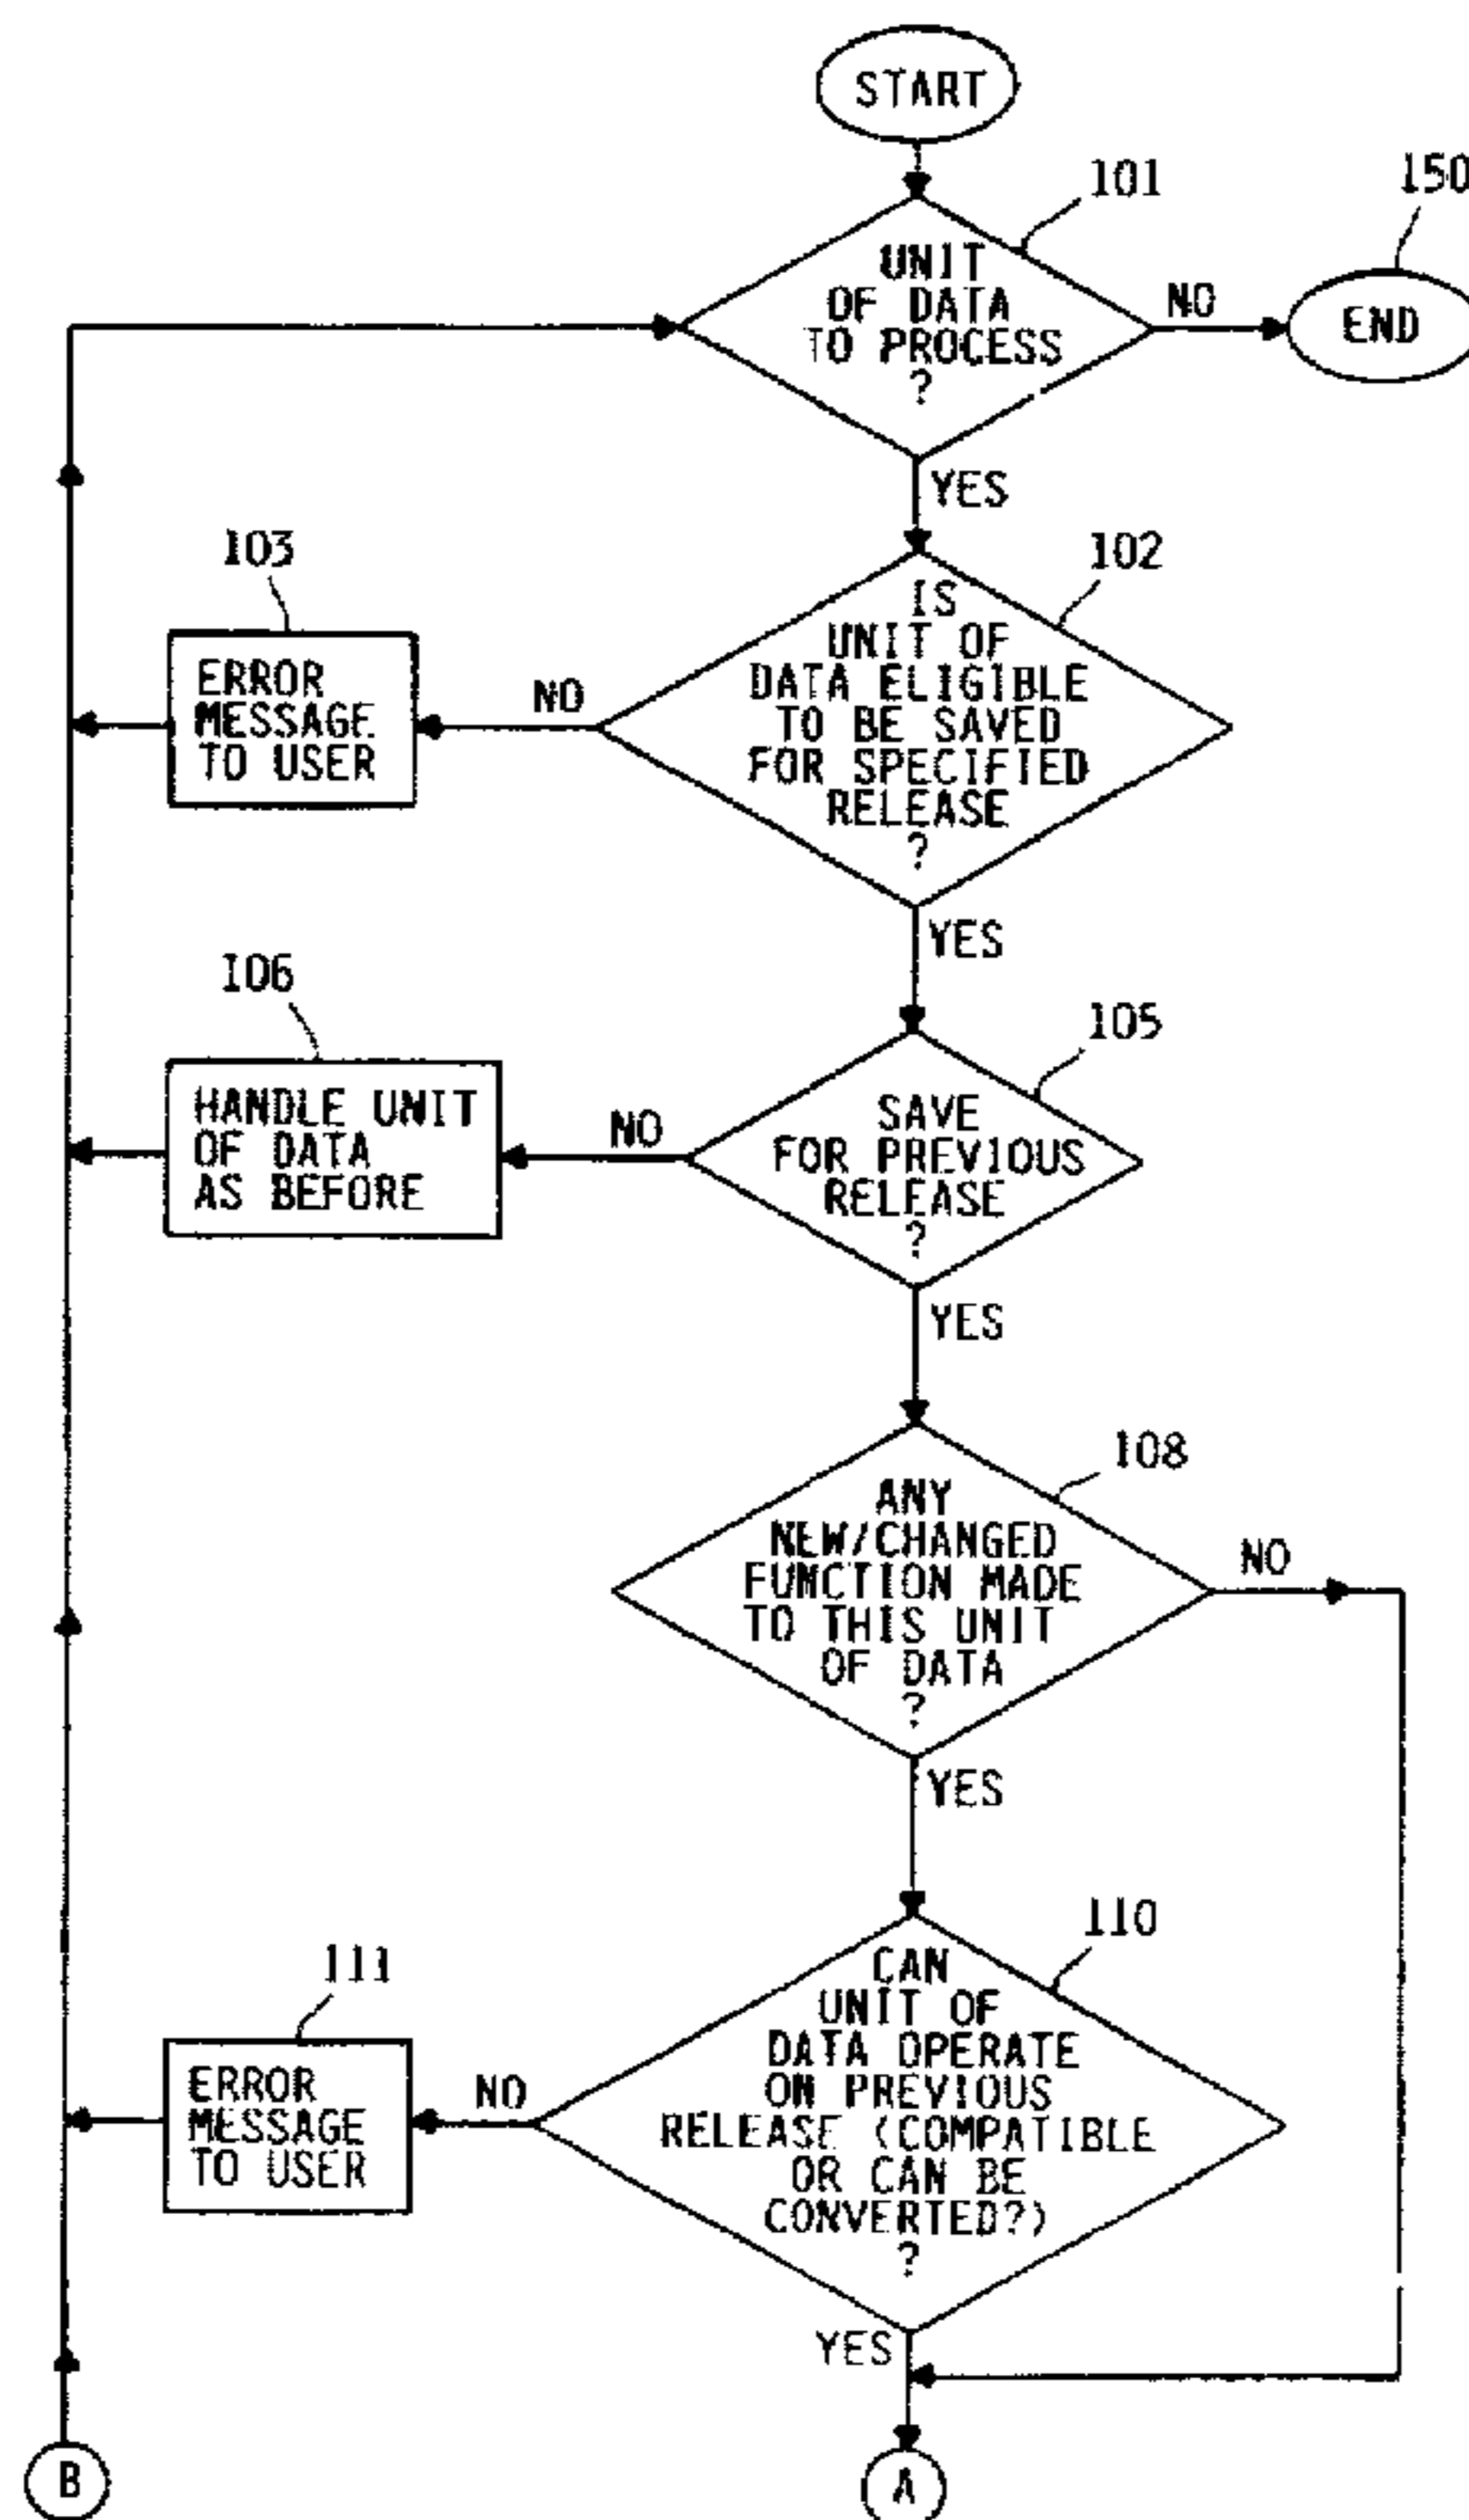 START
101
150
UNIT
OF DATA
TO PROCESS
?
NO
END
YES
103
102
IS
UNIT OF
DATA ELIGIBLE
TO BE SAVED
FOR SPECIFIED
RELEASE
?
NO
ERROR
MESSAGE
TO USER
YES
106
105
SAVE
FOR PREVIOUS
RELEASE
?
NO
HANDLE UNIT
OF DATA
AS BEFORE
YES
108
ANY
NEW/CHANGED
FUNCTION MADE
TO THIS UNIT
OF DATA
?
NO
YES
110
111
CAN
UNIT OF
DATA OPERATE
ON PREVIOUS
RELEASE (COMPATIBLE
OR CAN BE
CONVERTED?)
?
NO
ERROR
MESSAGE
TO USER
YES
B
A